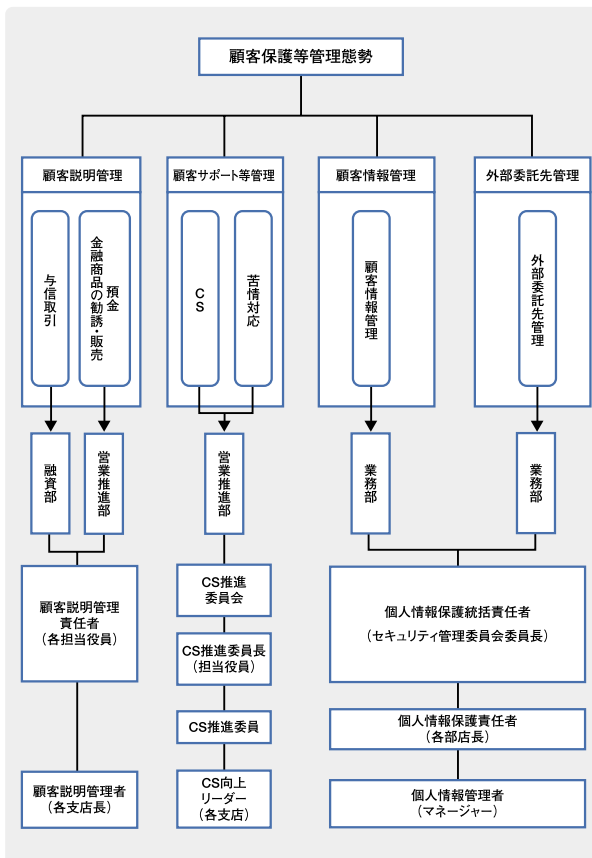 顧客保護等管理態勢
顧客説明管理
顧客サポート等管理
顧客情報管理
外部委託先管理
与信取引
預金
金融商品の勧誘・販売
CS
苦情対応
顧客情報管理
外部委託先管理
融資部
営業推進部
営業推進部
業務部
業務部
顧客説明管理
責任者
(各担当役員)
顧客説明管理者
(各支店長)
CS推進
委員会
CS推進委員長
(担当役員)
CS推進委員
CS向上
リーダー
(各支店)
個人情報保護統括責任者
(セキュリティ管理委員会委員長)
個人情報保護責任者
(各部店長)
個人情報管理者
(マネージャー)